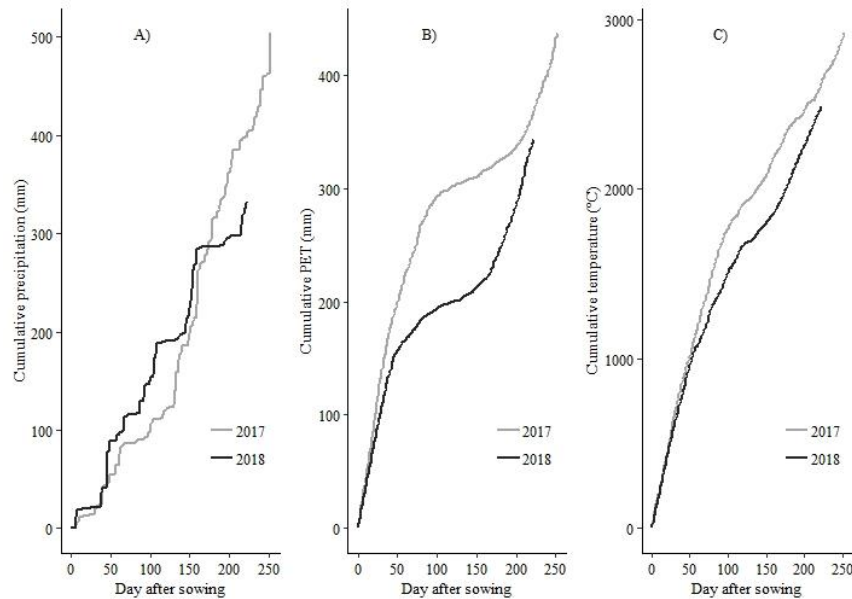 A)
B)
C)
Cumulative precipitation (mm)
500
400
300
200
100
0
2017
2018
0 50 100 150 200 250
Day after sowing
Cumulative PET (mm)
400
300
200
100
0
2017
2018
0 50 100 150 200 250
Day after sowing
Cumulative temperature (°C)
3000
2000
1000
0
2017
2018
0 50 100 150 200 250
Day after sowing